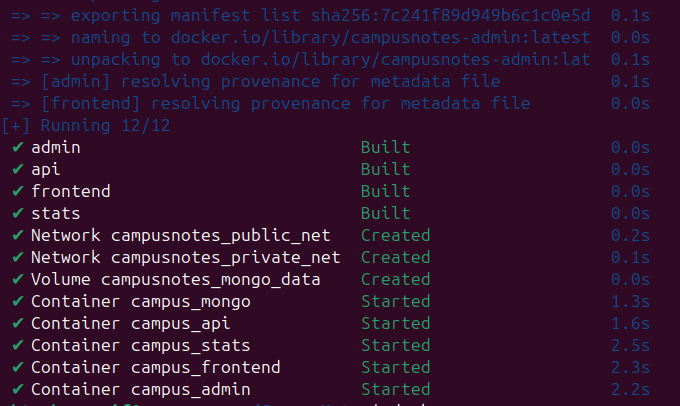 => => exporting manifest list sha256:7c241f89d949b6c1c0e5d 0.1s
=> => naming to docker.io/library/campusnotes-admin:latest 0.0s
=> => unpacking to docker.io/library/campusnotes-admin:lat 0.1s
=> [admin] resolving provenance for metadata file 0.1s
=> [frontend] resolving provenance for metadata file 0.0s
[+] Running 12/12
✔ admin Built 0.0s
✔ api Built 0.0s
✔ frontend Built 0.0s
✔ stats Built 0.0s
✔ Network campusnotes_public_net Created 0.2s
✔ Network campusnotes_private_net Created 0.1s
✔ Volume campusnotes_mongo_data Created 0.0s
✔ Container campus_mongo Started 1.3s
✔ Container campus_api Started 1.6s
✔ Container campus_stats Started 2.5s
✔ Container campus_frontend Started 2.3s
✔ Container campus_admin Started 2.2s